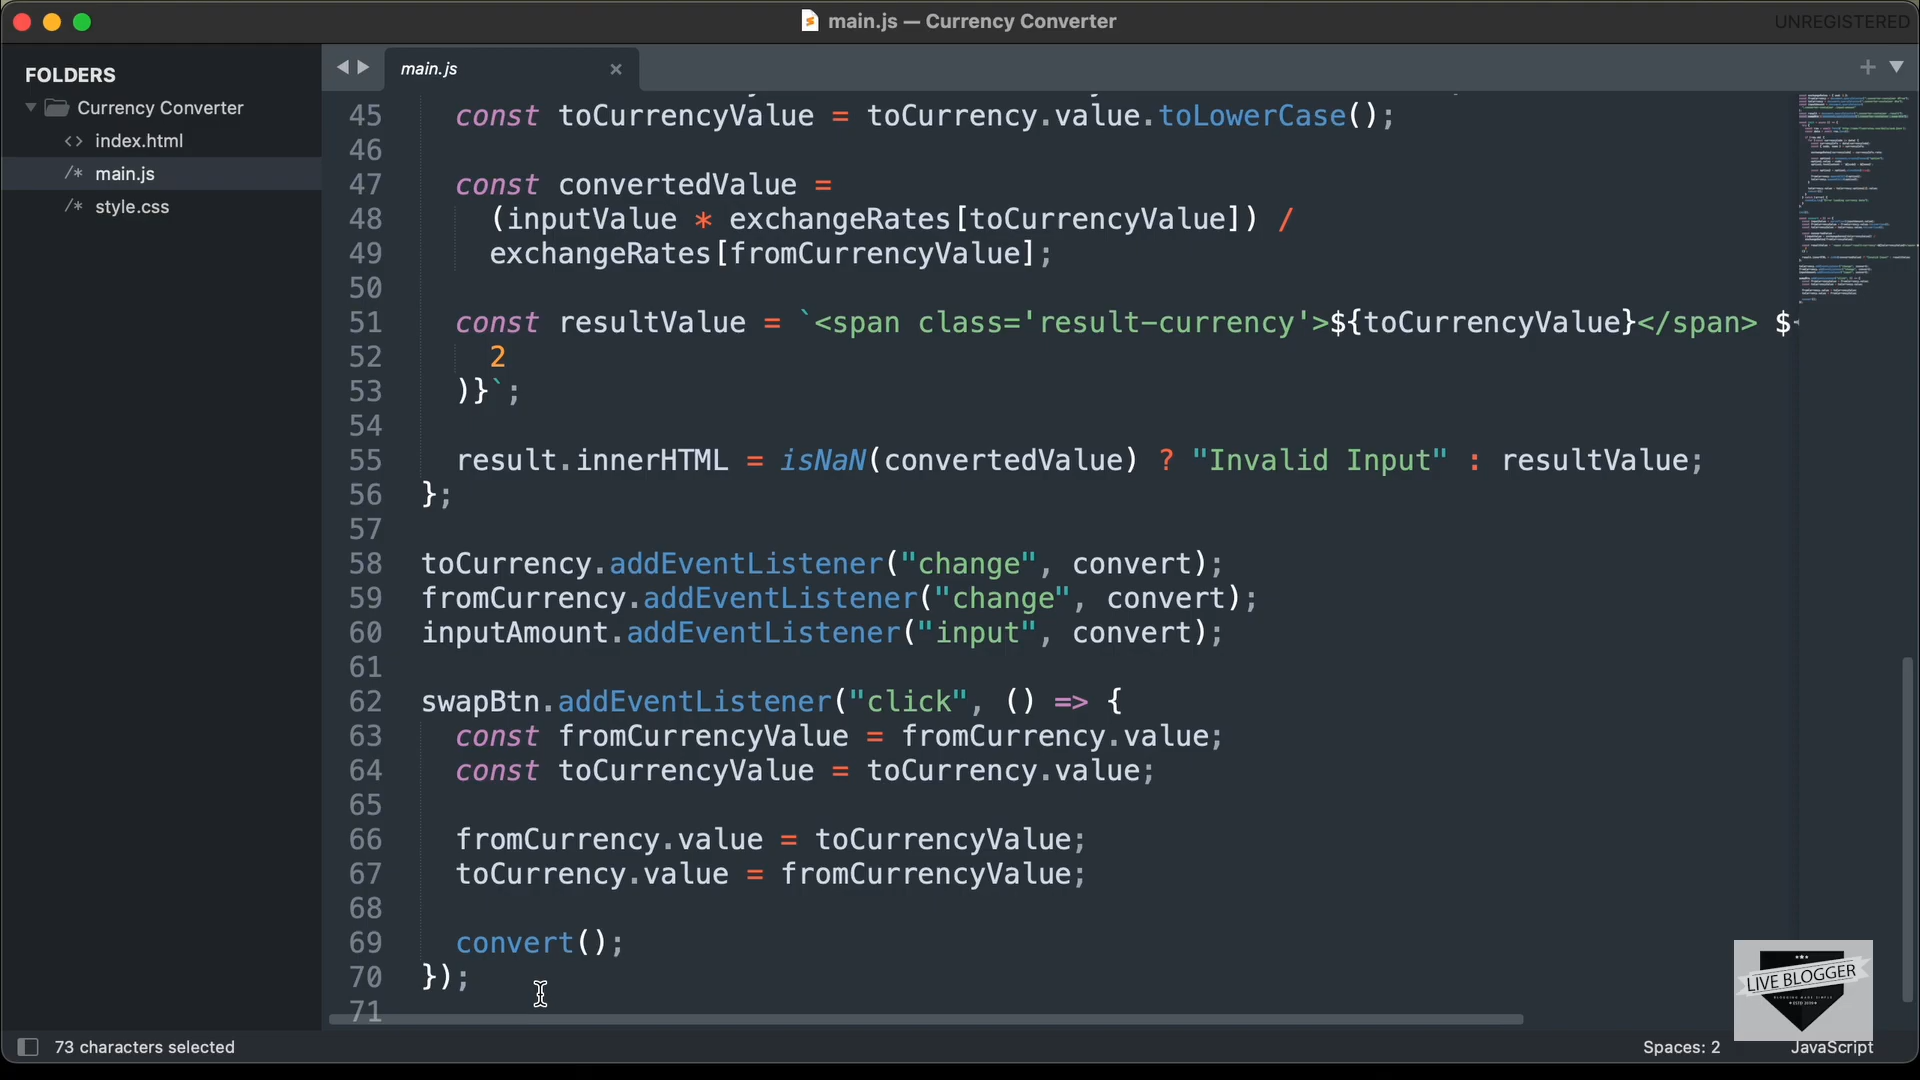 main.js — Currency Converter
UNREGISTERED
FOLDERS
Currency Converter
<> index.html
/* main.js
/* style.css
main.js
45 const toCurrencyValue = toCurrency.value.toLowerCase();
46
47 const convertedValue =
48 (inputValue * exchangeRates[toCurrencyValue]) /
49 exchangeRates[fromCurrencyValue];
50
51 const resultValue = `<span class='result-currency'>${toCurrencyValue}</span> $
52 2
53 )}`;
54
55 result.innerHTML = isNaN(convertedValue) ? "Invalid Input" : resultValue;
56 };
57
58 toCurrency.addEventListener("change", convert);
59 fromCurrency.addEventListener("change", convert);
60 inputAmount.addEventListener("input", convert);
61
62 swapBtn.addEventListener("click", () => {
63 const fromCurrencyValue = fromCurrency.value;
64 const toCurrencyValue = toCurrency.value;
65
66 fromCurrency.value = toCurrencyValue;
67 toCurrency.value = fromCurrencyValue;
68
69 convert();
70 });
71
LIVE BLOGGER
73 characters selected
Spaces: 2
JavaScript